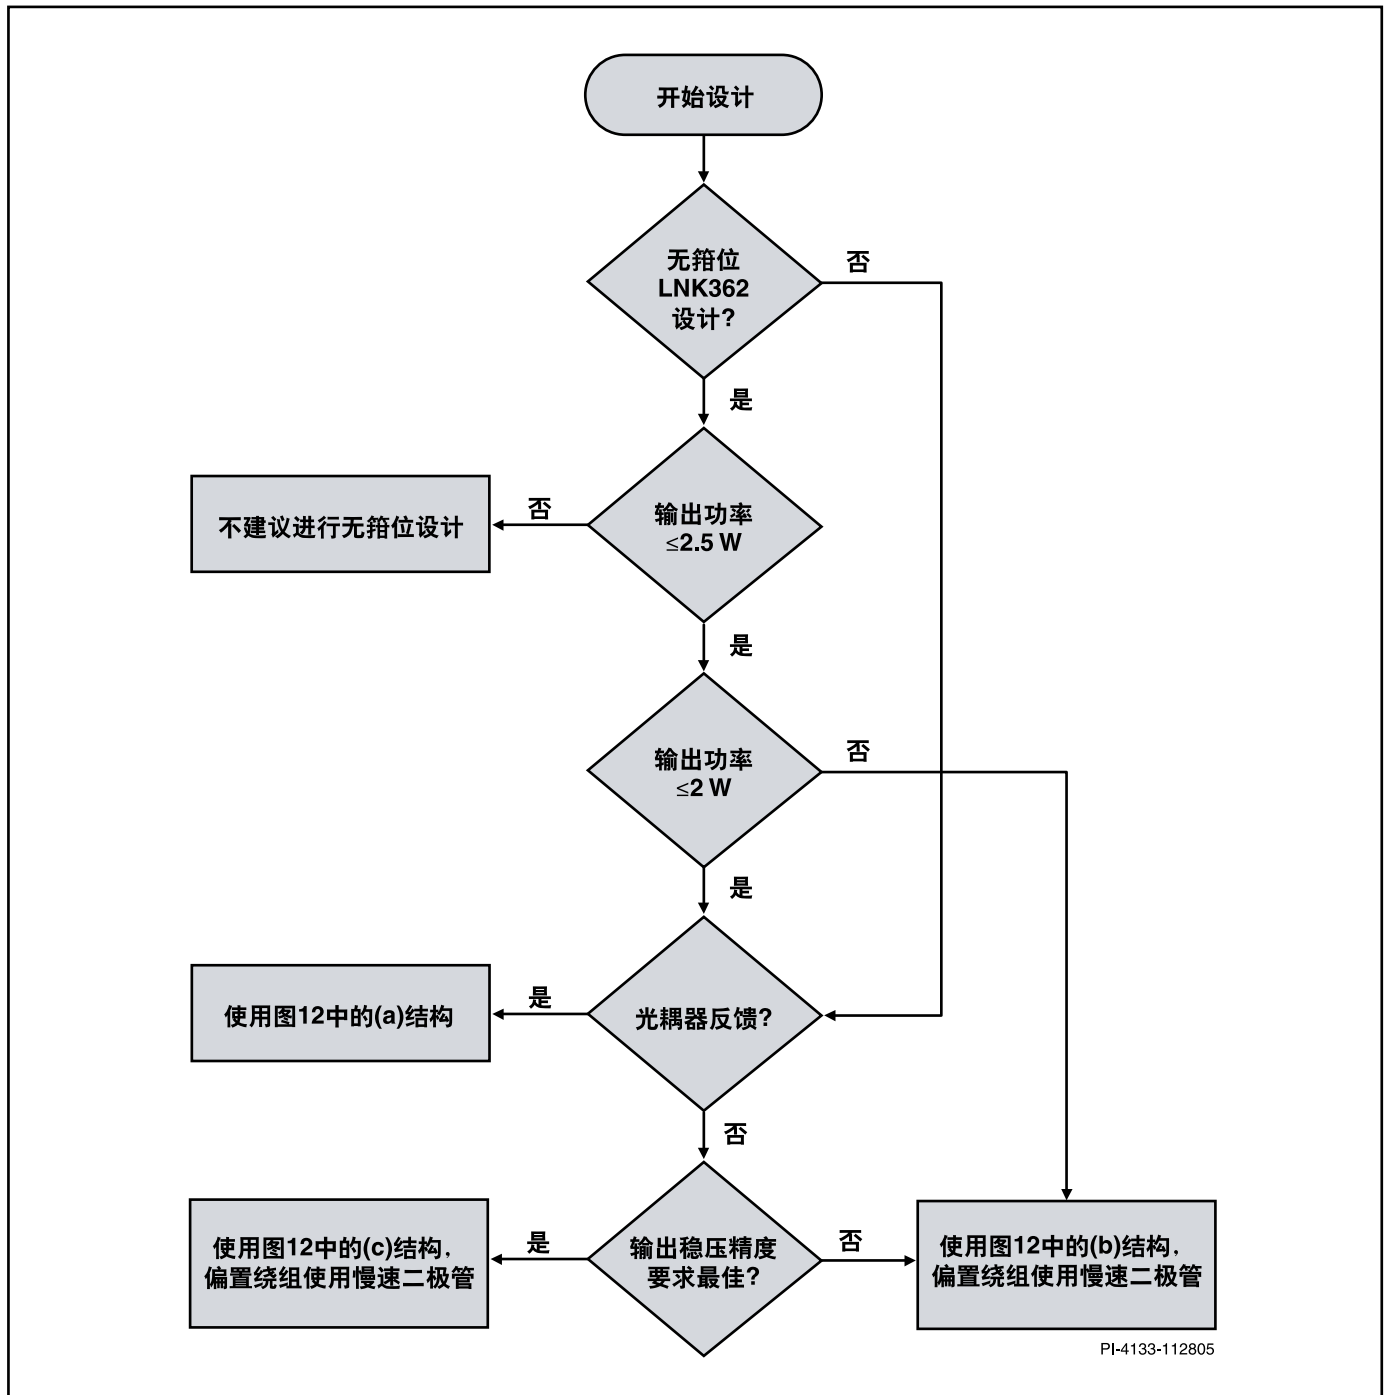 开始设计
无箝位
LNK362
设计?
否
是
输出功率
≤2.5 W
否
不建议进行无箝位设计
是
输出功率
≤2 W
否
是
光耦器反馈?
是
使用图12中的(a)结构
否
输出稳压精度
要求最佳?
是
使用图12中的(c)结构,
偏置绕组使用慢速二极管
否
使用图12中的(b)结构,
偏置绕组使用慢速二极管
PI-4133-112805